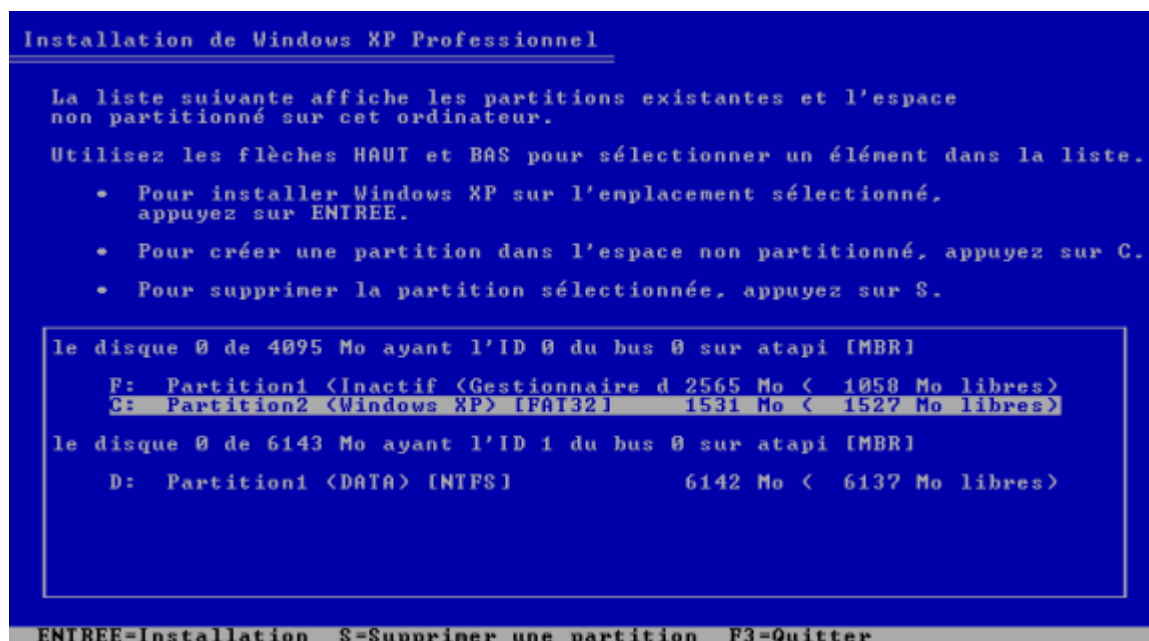 Installation de Windows XP Professionnel
La liste suivante affiche les partitions existantes et l'espace
non partitionné sur cet ordinateur.
Utilisez les flèches HAUT et BAS pour sélectionner un élément dans la liste.
• Pour installer Windows XP sur l'emplacement sélectionné,
appuyez sur ENTREE.
• Pour créer une partition dans l'espace non partitionné, appuyez sur C.
• Pour supprimer la partition sélectionnée, appuyez sur S.
le disque 0 de 4095 Mo ayant l'ID 0 du bus 0 sur atapi [MBR]
F: Partition1 (Inactif (Gestionnaire d 2565 Mo ( 1058 Mo libres)
C: Partition2 (Windows XP) [FAT32] 1531 Mo ( 1527 Mo libres)
le disque 0 de 6143 Mo ayant l'ID 1 du bus 0 sur atapi [MBR]
D: Partition1 (DATA) [NTFS] 6142 Mo ( 6137 Mo libres)
ENTREE=Installation S=Supprimer une partition F3=Quitter